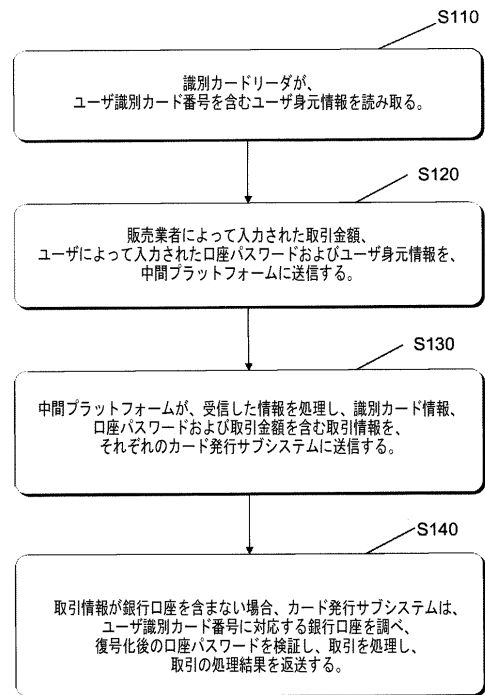 S110
識別カードリーダが、
ユーザ識別カード番号を含むユーザ身元情報を読み取る。
S120
販売業者によって入力された取引金額、
ユーザによって入力された口座パスワードおよびユーザ身元情報を、
中間プラットフォームに送信する。
S130
中間プラットフォームが、受信した情報を処理し、識別カード情報、
口座パスワードおよび取引金額を含む取引情報を、
それぞれのカード発行サブシステムに送信する。
S140
取引情報が銀行口座を含まない場合、カード発行サブシステムは、
ユーザ識別カード番号に対応する銀行口座を調べ、
復号化後の口座パスワードを検証し、取引を処理し、
取引の処理結果を返送する。